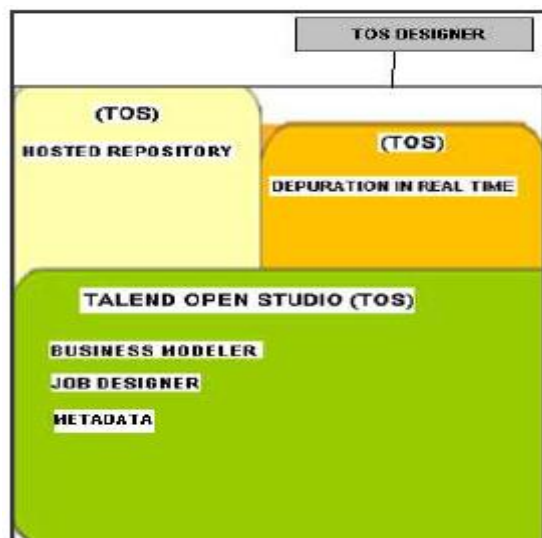 TOS DESIGNER
(TOS)
HOSTED REPOSITORY
(TOS)
DEPURATION IN REAL TIME
TALEND OPEN STUDIO (TOS)
BUSINESS MODELER
JOB DESIGNER
METADATA